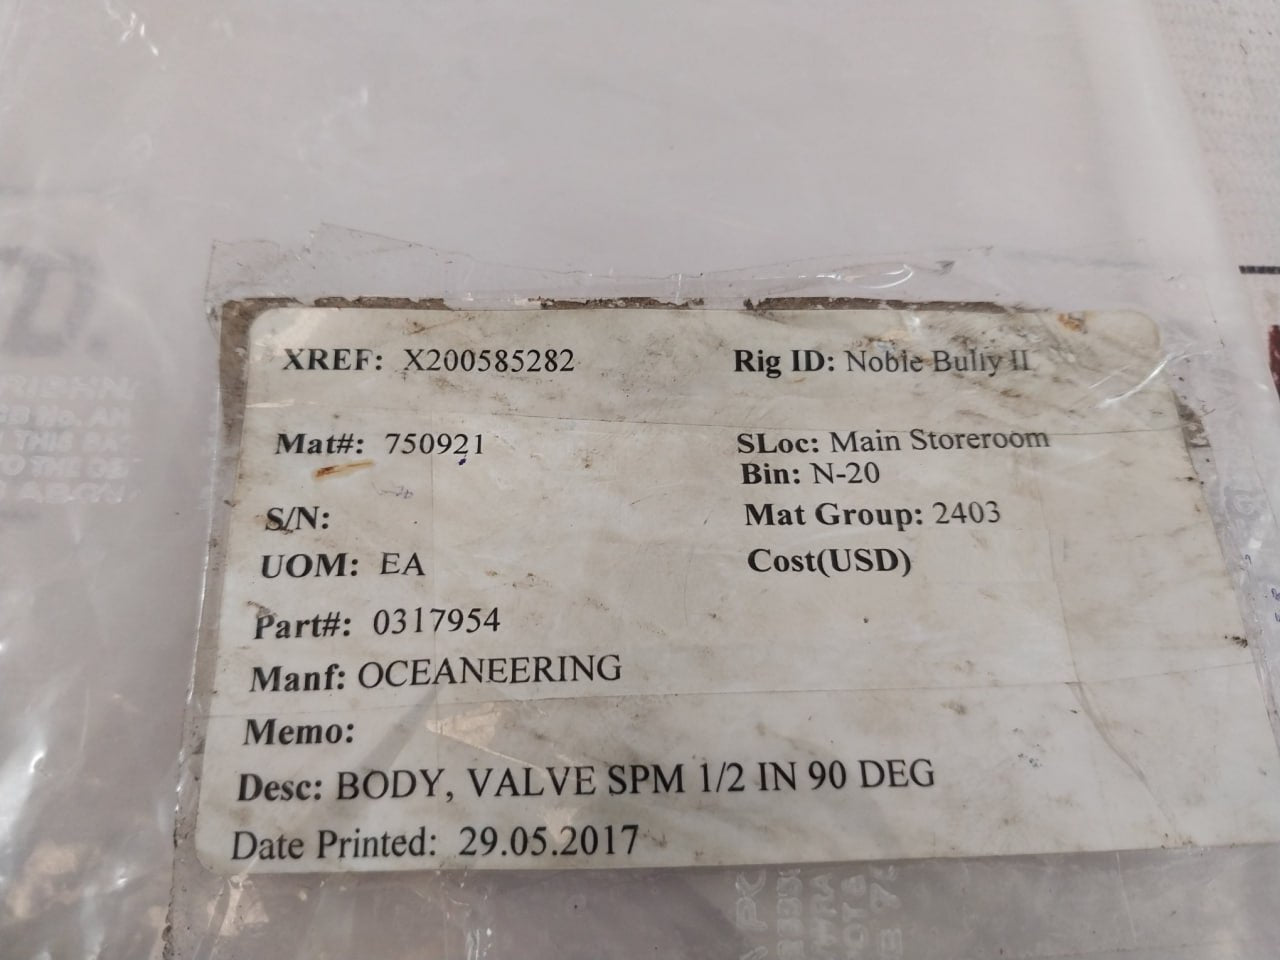 XREF: X200585282 Rig ID: Noble Bully II
Mat#: 750921 SLoc: Main Storeroom
Bin: N-20
S/N: Mat Group: 2403
UOM: EA Cost(USD)
Part#: 0317954
Manf: OCEANEERING
Memo:
Desc: BODY, VALVE SPM 1/2 IN 90 DEG
Date Printed: 29.05.2017